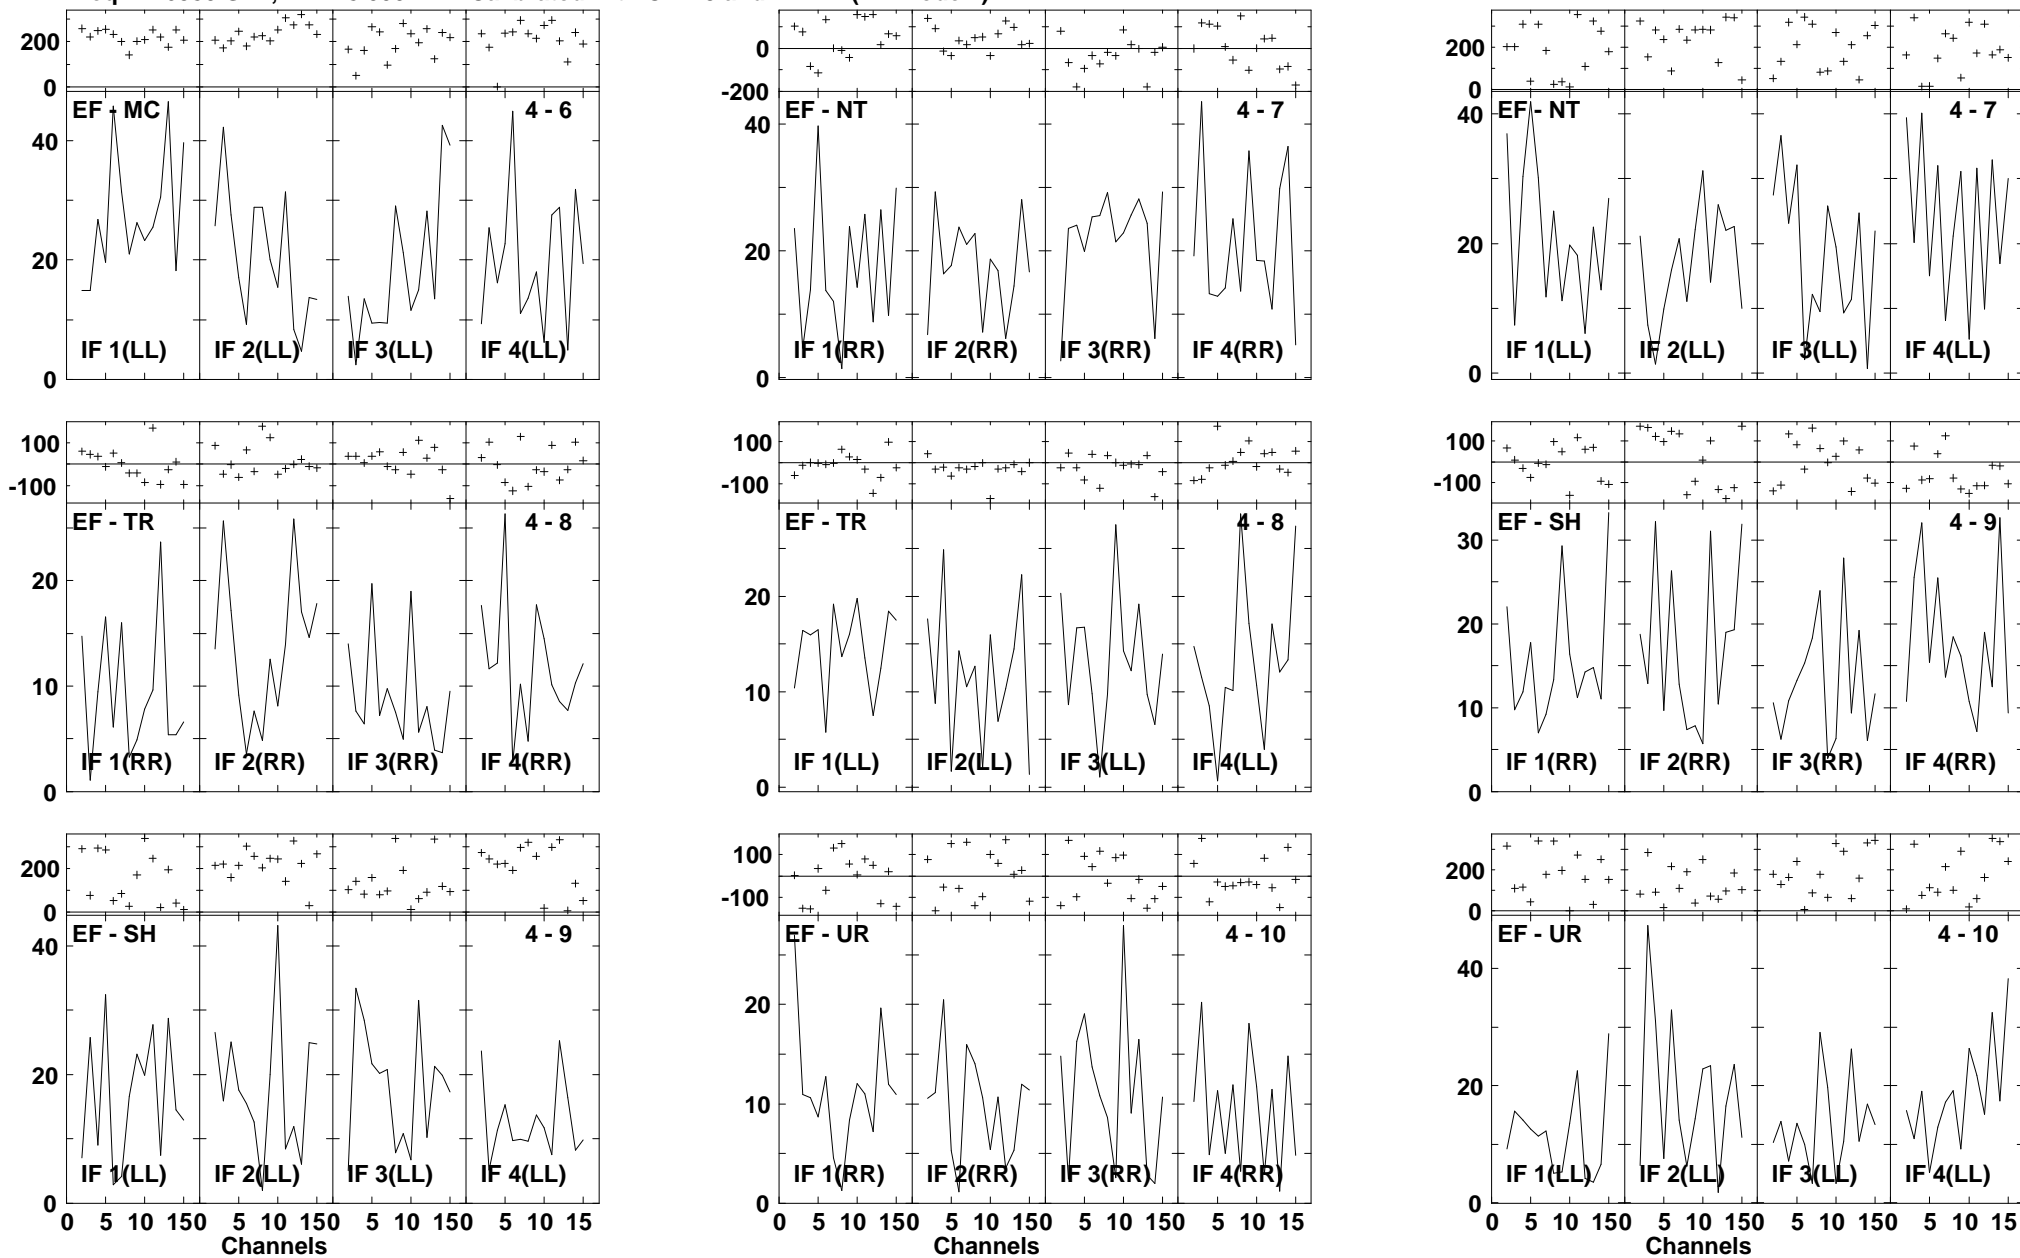 200
0
EF - MC
4 - 6
40
20
0
IF 1(LL)
IF 2(LL)
IF 3(LL)
IF 4(LL)
0
-200
EF - NT
4 - 7
40
20
0
IF 1(RR)
IF 2(RR)
IF 3(RR)
IF 4(RR)
200
0
EF - NT
4 - 7
40
20
0
IF 1(LL)
IF 2(LL)
IF 3(LL)
IF 4(LL)
100
-100
EF - TR
4 - 8
20
10
0
IF 1(RR)
IF 2(RR)
IF 3(RR)
IF 4(RR)
100
-100
EF - TR
4 - 8
20
10
0
IF 1(LL)
IF 2(LL)
IF 3(LL)
IF 4(LL)
100
-100
EF - SH
4 - 9
30
20
10
0
IF 1(RR)
IF 2(RR)
IF 3(RR)
IF 4(RR)
200
0
EF - SH
4 - 9
40
20
0
IF 1(LL)
IF 2(LL)
IF 3(LL)
IF 4(LL)
0 5 10 150 5 10 150 5 10 150 5 10 15
Channels
100
-100
EF - UR
4 - 10
20
10
0
IF 1(RR)
IF 2(RR)
IF 3(RR)
IF 4(RR)
0 5 10 150 5 10 150 5 10 150 5 10 15
Channels
200
0
EF - UR
4 - 10
40
20
0
IF 1(LL)
IF 2(LL)
IF 3(LL)
IF 4(LL)
0 5 10 150 5 10 150 5 10 150 5 10 15
Channels